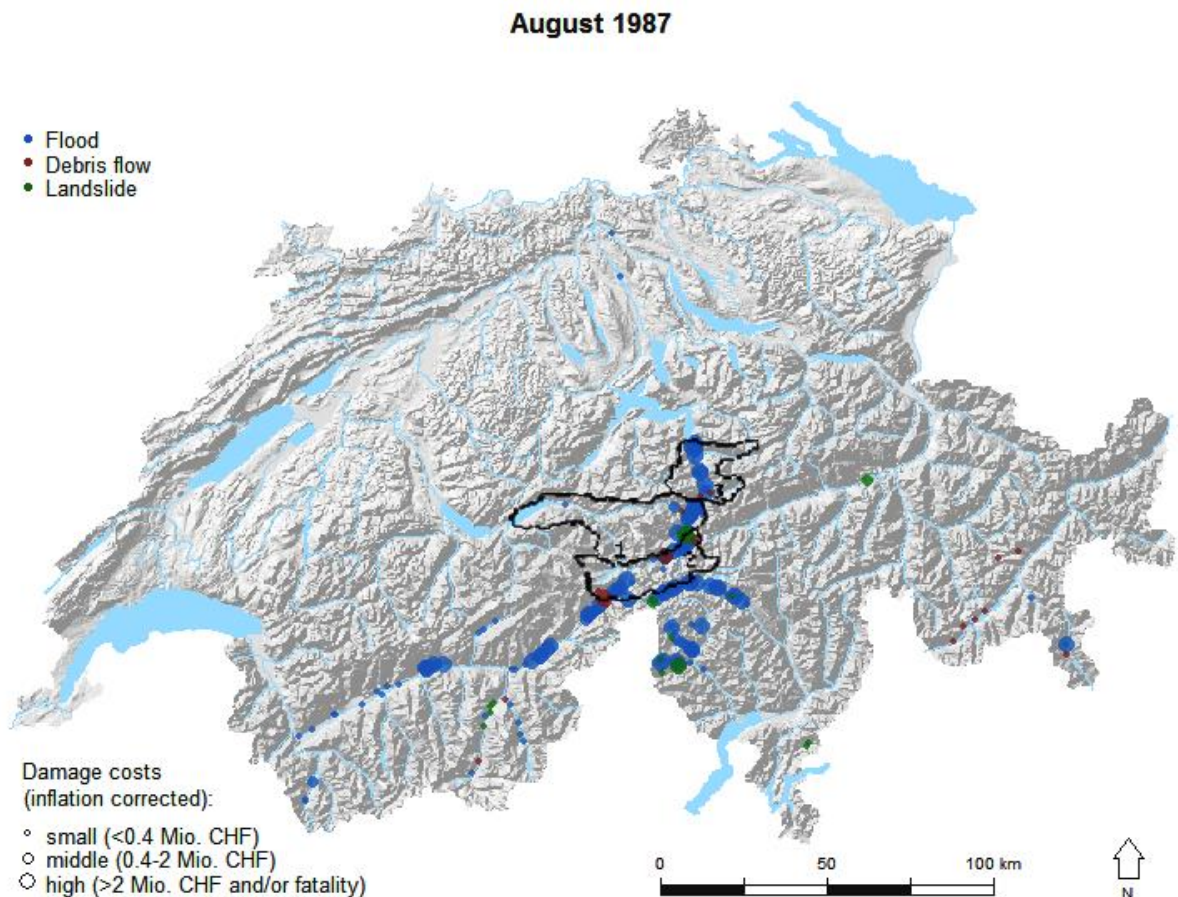 August 1987
Flood
Debris flow
Landslide
1
Damage costs
(inflation corrected):
small (<0.4 Mio. CHF)
middle (0.4-2 Mio. CHF)
high (>2 Mio. CHF and/or fatality)
0 50 100 km
N